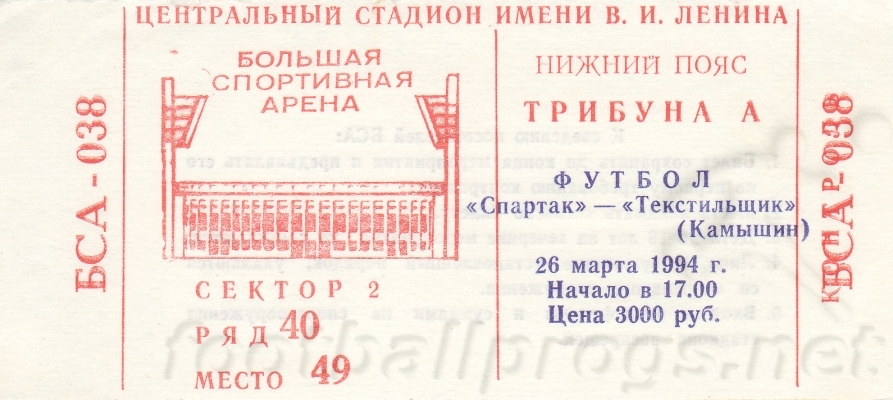 ЦЕНТРАЛЬНЫЙ СТАДИОН ИМЕНИ В. И. ЛЕНИНА
БСА - 038
БОЛЬШАЯ
СПОРТИВНАЯ
АРЕНА
СЕКТОР 2
РЯД 40
МЕСТО 49
НИЖНИЙ ПОЯС
ТРИБУНА А
ФУТБОЛ
«Спартак» — «Текстильщик»
(Камышин)
26 марта 1994 г.
Начало в 17.00
Цена 3000 руб.
БСА - 038
КОНТРОЛЬ
footballprogs.net